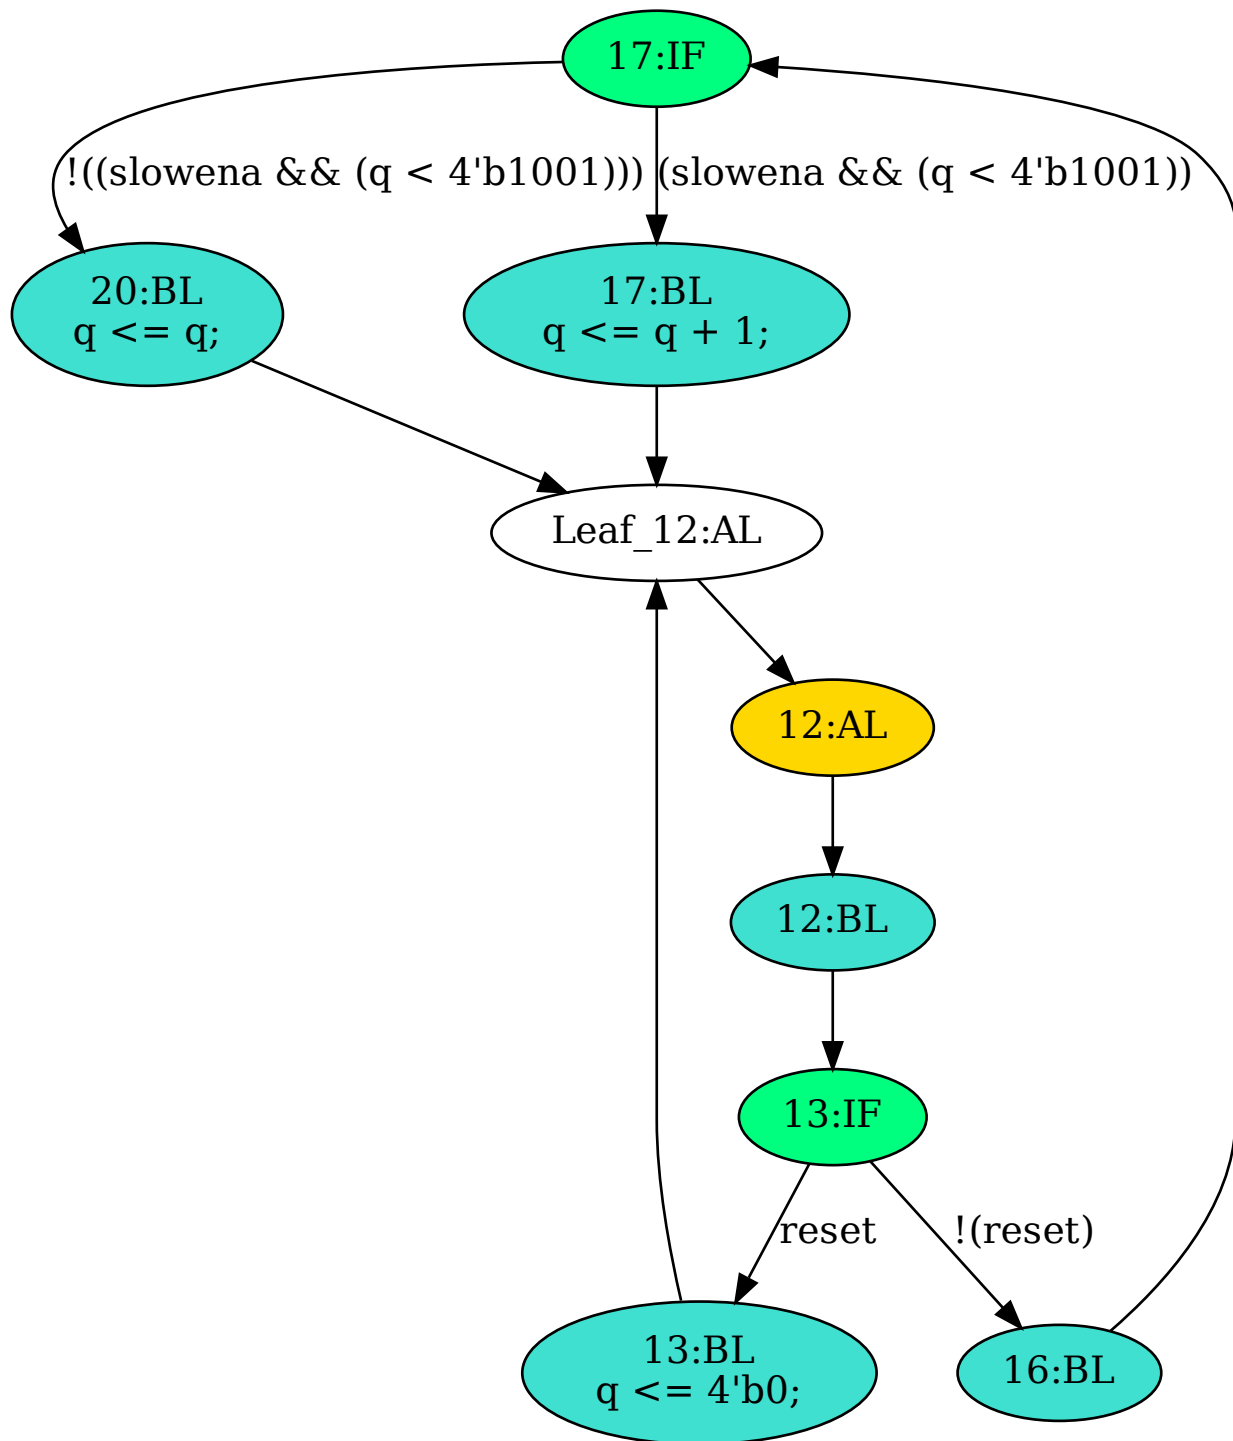 17:IF
!((slowena && (q < 4'b1001)))
(slowena && (q < 4'b1001))
20:BL
q <= q;
17:BL
q <= q + 1;
Leaf_12:AL
12:AL
12:BL
13:IF
reset
!(reset)
13:BL
q <= 4'b0;
16:BL